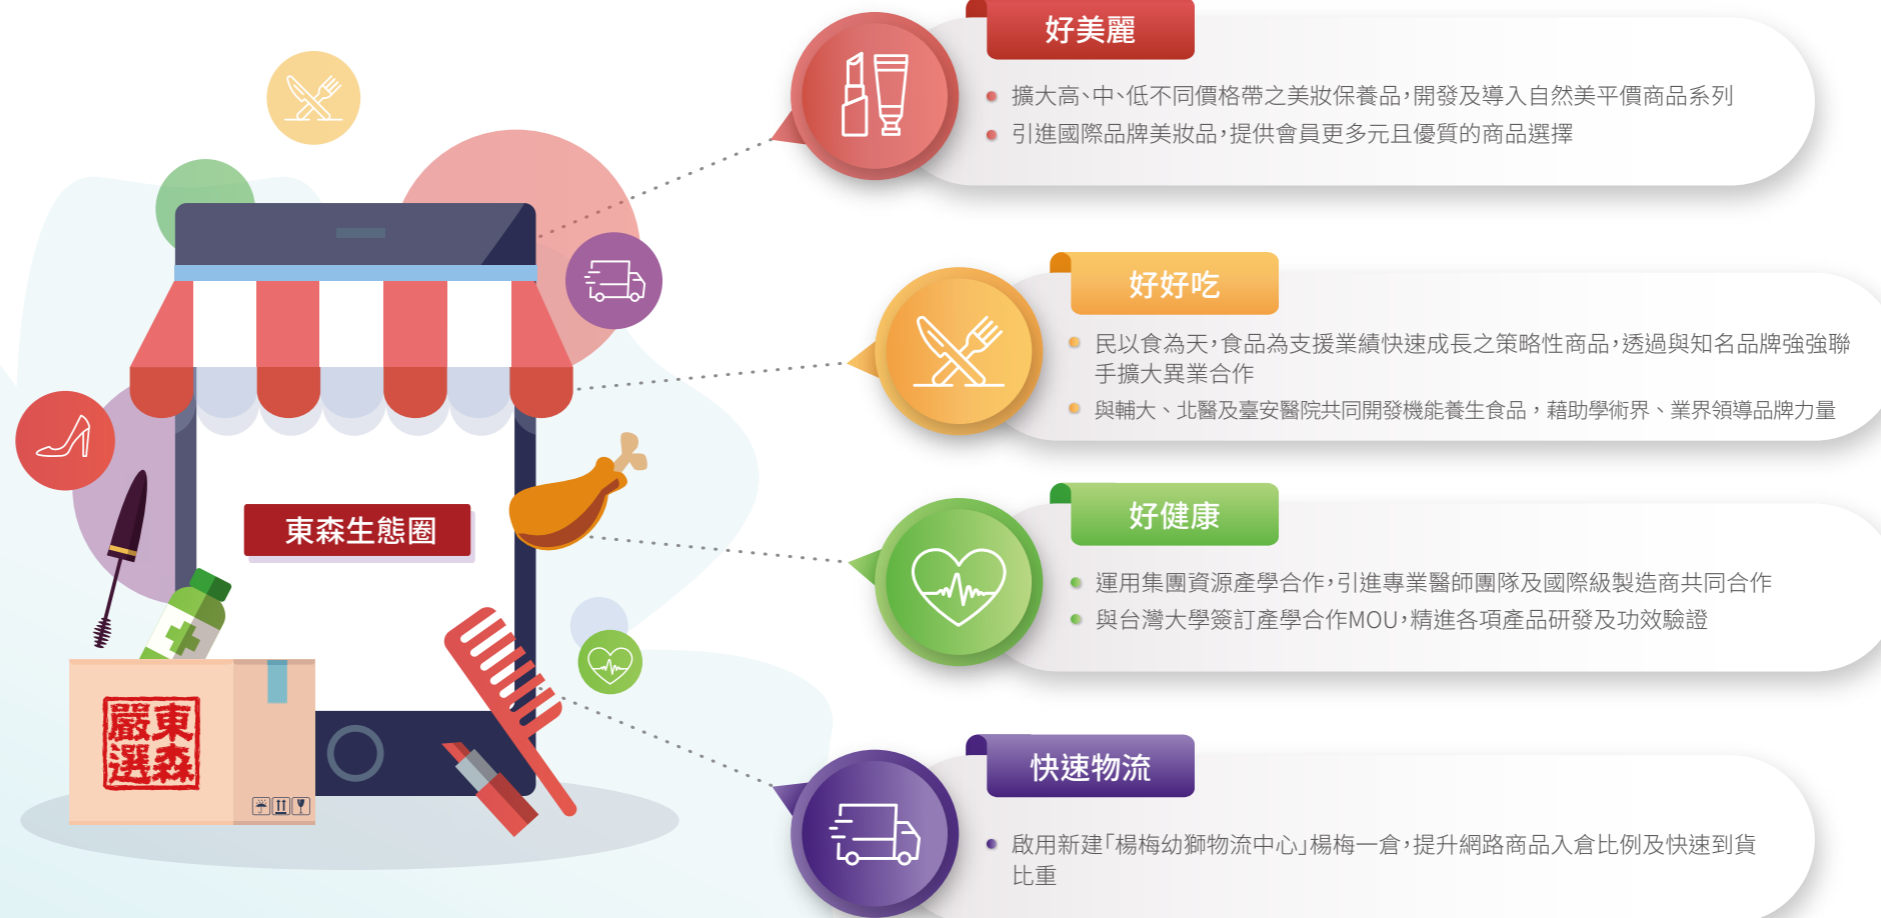 好美麗
擴大高、中、低不同價格帶之美妝保養品，開發及導入自然美平價商品系列
引進國際品牌美妝品，提供會員更多元且優質的商品選擇
好好吃
民以食為天，食品為支援業績快速成長之策略性商品，透過與知名品牌強強聯
手擴大異業合作
與輔大、北醫及臺安醫院共同開發機能養生食品，藉助學術界、業界領導品牌力量
東森生態圈
好健康
運用集團資源產學合作，引進專業醫師團隊及國際級製造商共同合作
與台灣大學簽訂產學合作MOU，精進各項產品研發及功效驗證
東森
嚴選
快速物流
啟用新建「楊梅幼獅物流中心」楊梅一倉，提升網路商品入倉比例及快速到貨
比重